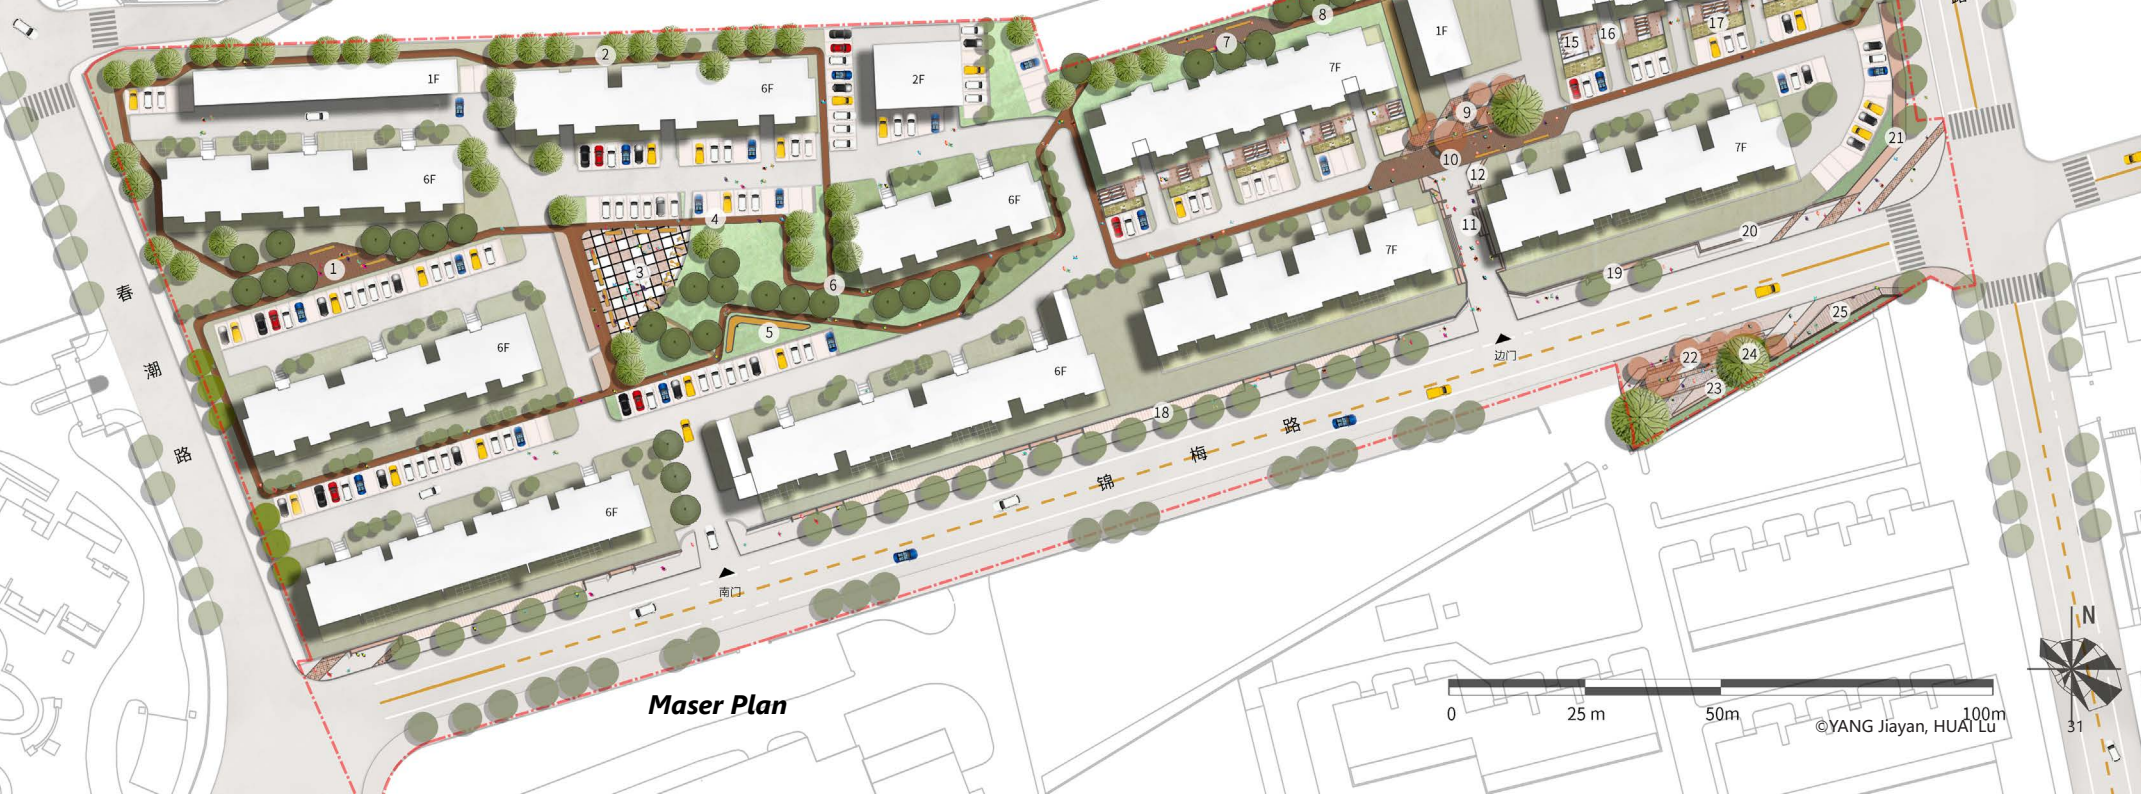 8
17
16
1F
15
7
2
7F
1F
2F
6F
9
21
7F
10
12
6F
6F
4
11
20
7F
1
3
19
6
春
潮
路
25
5
边门
22
24
6F
6F
23
18
锦 梅 路
6F
南门
N
Maser Plan
0 25 m 50m 100m
©YANG Jiayan, HUAI Lu
31